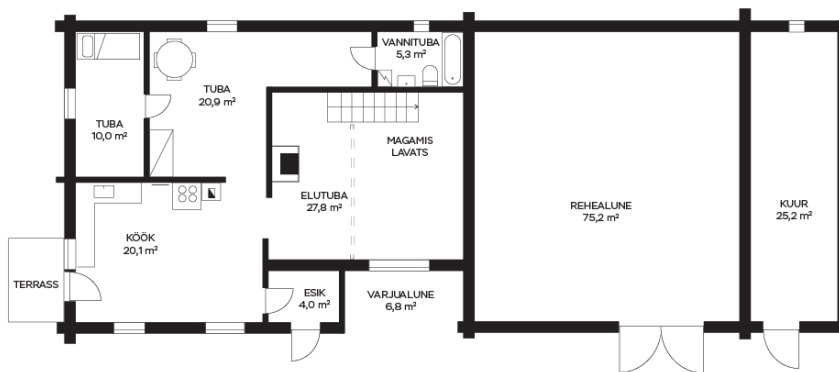 VANNITUBA
5,3 m²
TUBA
20,9 m²
TUBA
10,0 m²
MAGAMIS
LAVATS
ELUTUBA
27,8 m²
REHEALUNE
75,2 m²
KUUR
25,2 m²
KÖÖK
20,1 m²
TERRASS
ESIK
4,0 m²
VARJUALUNE
6,8 m²